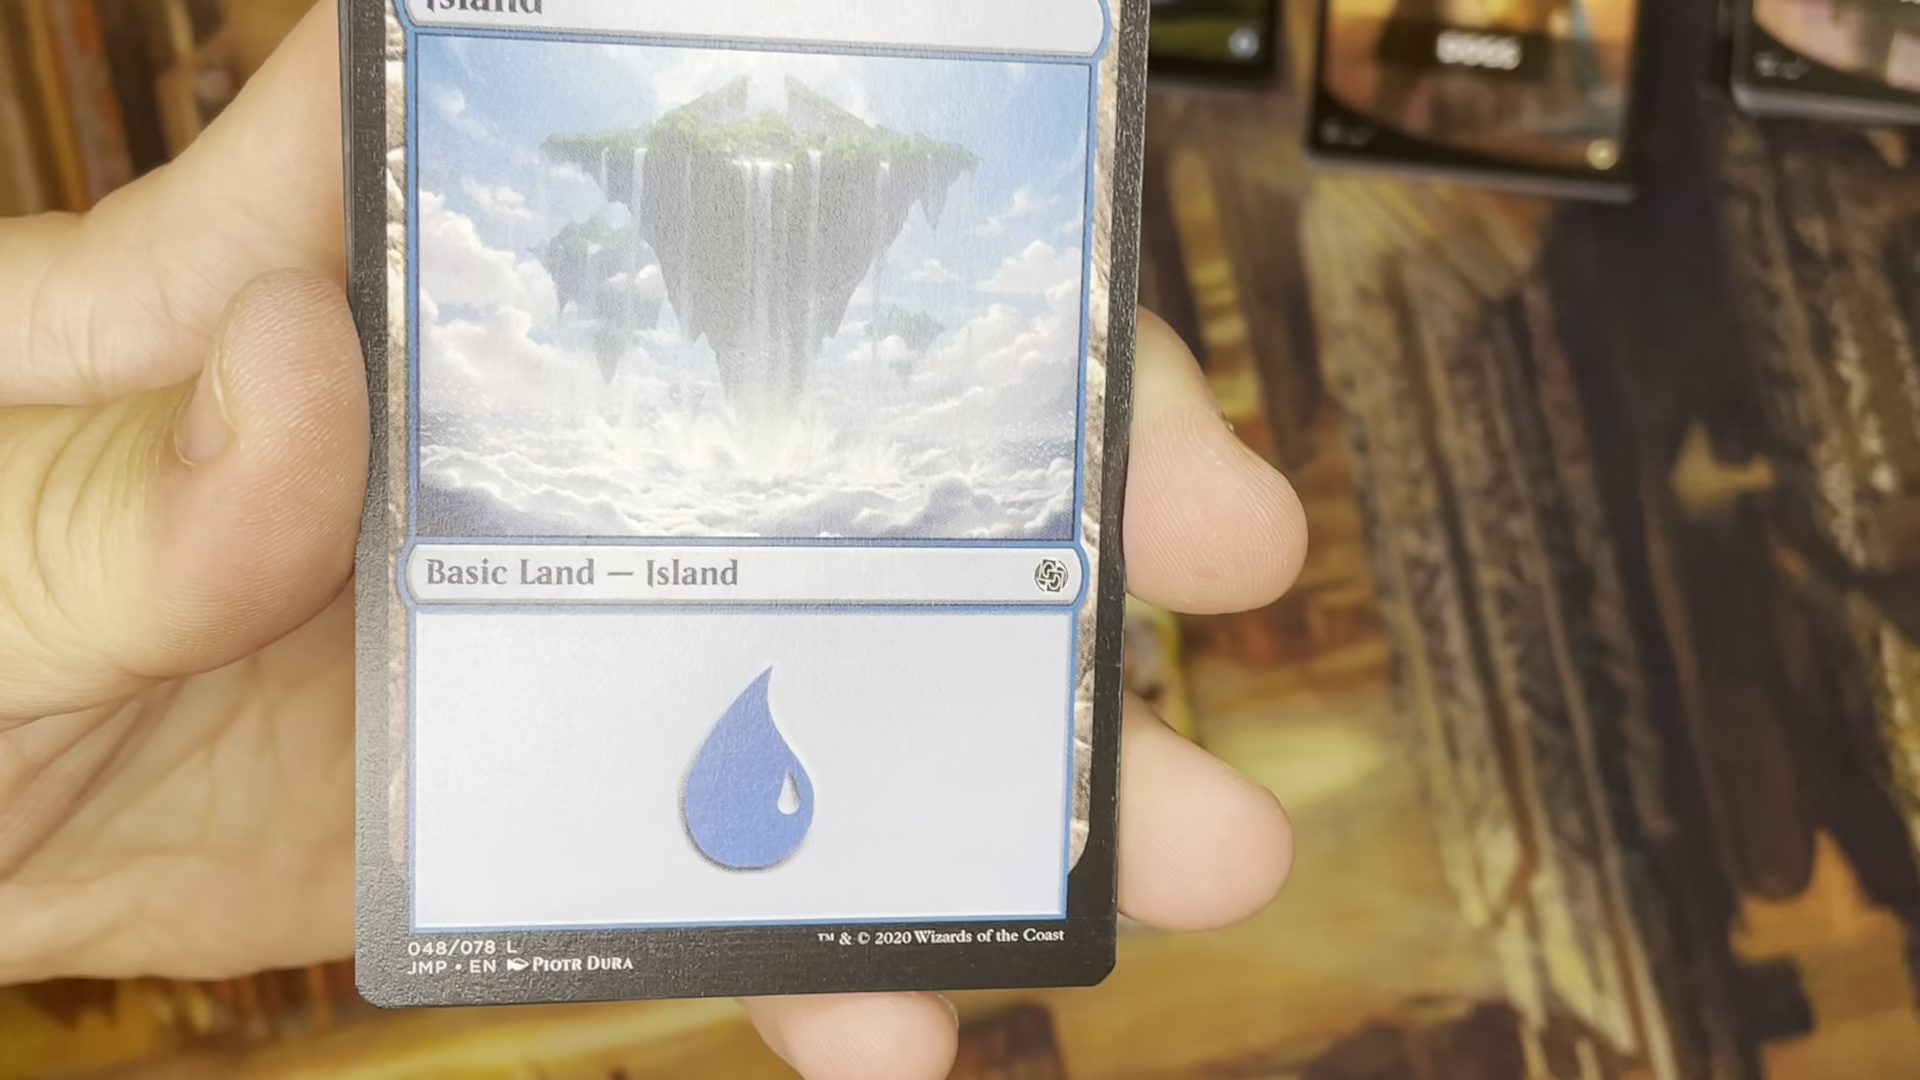 Island
Basic Land — Island
048/078 L
JMP • EN Piotr Dura
™ & © 2020 Wizards of the Coast